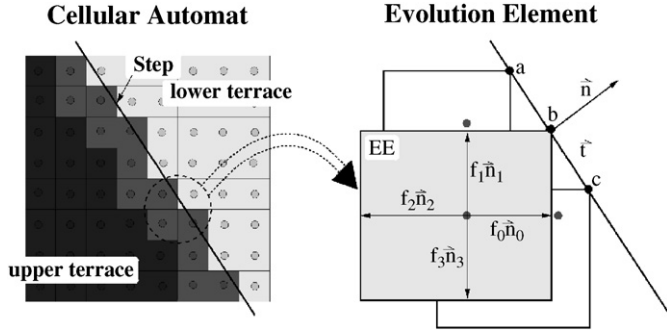 Cellular Automat
Evolution Element
Step
lower terrace
upper terrace
a
n
b
EE
t
f1n1
c
f2n2
f0n0
f3n3